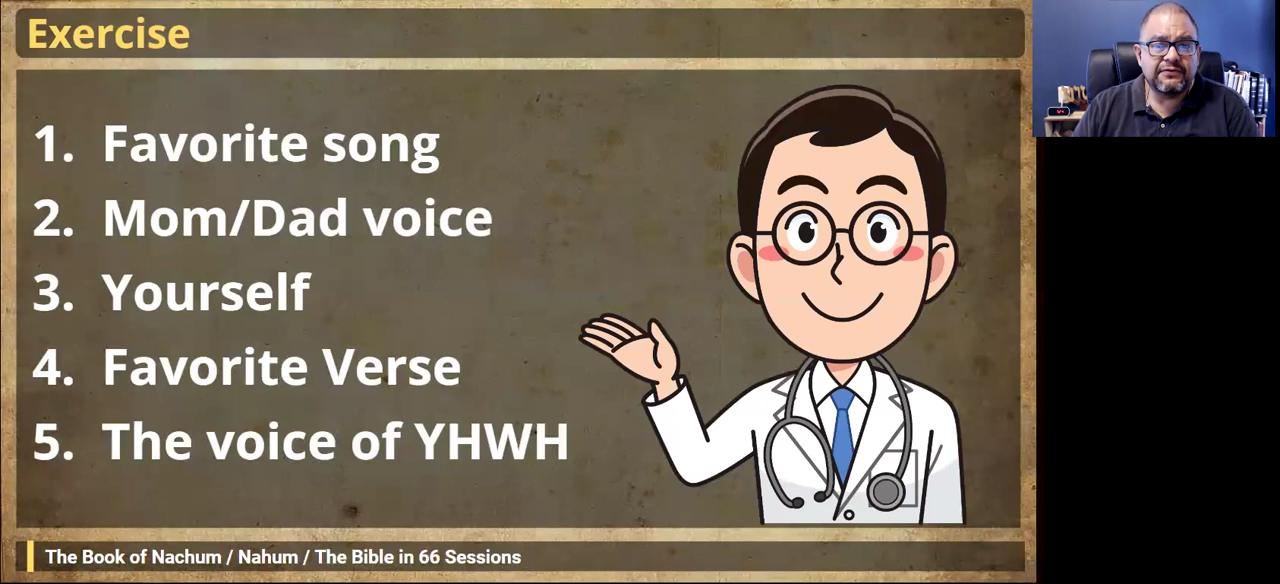 Exercise
1. Favorite song
2. Mom/Dad voice
3. Yourself
4. Favorite Verse
5. The voice of YHWH
The Book of Nachum / Nahum / The Bible in 66 Sessions